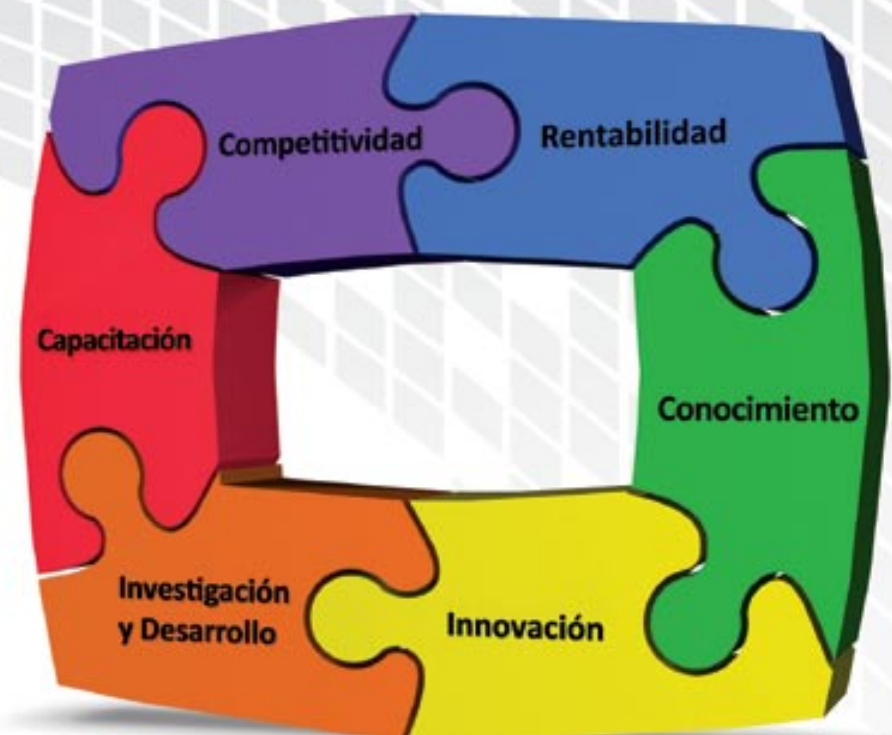 Competitividad
Rentabilidad
Capacitación
Conocimiento
Investigación
y Desarrollo
Innovación